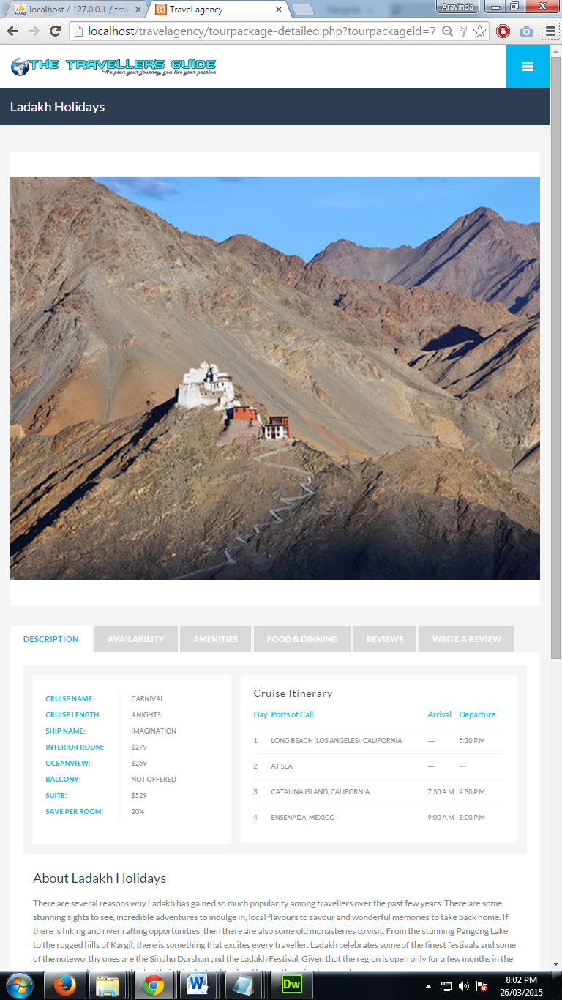 Aravinda
localhost / 127.0.0.1 / trav
Travel agency
localhost/travelagency/tourpackage-detailed.php?tourpackageid=7
THE TRAVELLER'S GUIDE
We plan your journey, you live your passion
Ladakh Holidays
DESCRIPTION AVAILABILITY AMENITIES FOOD & DINNING REVIEWS WRITE A REVIEW
CRUISE NAME: CARNIVAL
CRUISE LENGTH: 4 NIGHTS
SHIP NAME: IMAGINATION
INTERIOR ROOM: $279
OCEANVIEW: $269
BALCONY: NOT OFFERED
SUITE: $529
SAVE PER ROOM: 20%
Cruise Itinerary
Day Ports of Call Arrival Departure
1 LONG BEACH (LOS ANGELES), CALIFORNIA --- 5:30 P.M
2 AT SEA --- ---
3 CATALINA ISLAND, CALIFORNIA 7:30 A.M 4:30 P.M
4 ENSENADA, MEXICO 9:00 A.M 8:00 P.M
About Ladakh Holidays
There are several reasons why Ladakh has gained so much popularity among travellers over the past few years. There are some
stunning sights to see, incredible adventures to indulge in, local flavours to savour and wonderful memories to take back home. If
there is hiking and river rafting opportunities, then there are also some old monasteries to visit. From the stunning Pangong Lake
to the rugged hills of Kargil, there is something that excites every traveller. Ladakh celebrates some of the finest festivals and some
of the noteworthy ones are the Sindhu Darshan and the Ladakh Festival. Given that the region is open only for a few months in the
Dw
8:02 PM
26/03/2015